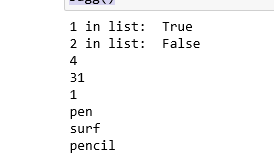 1 in list:  True
2 in list:  False
4
31
1
pen
surf
pencil